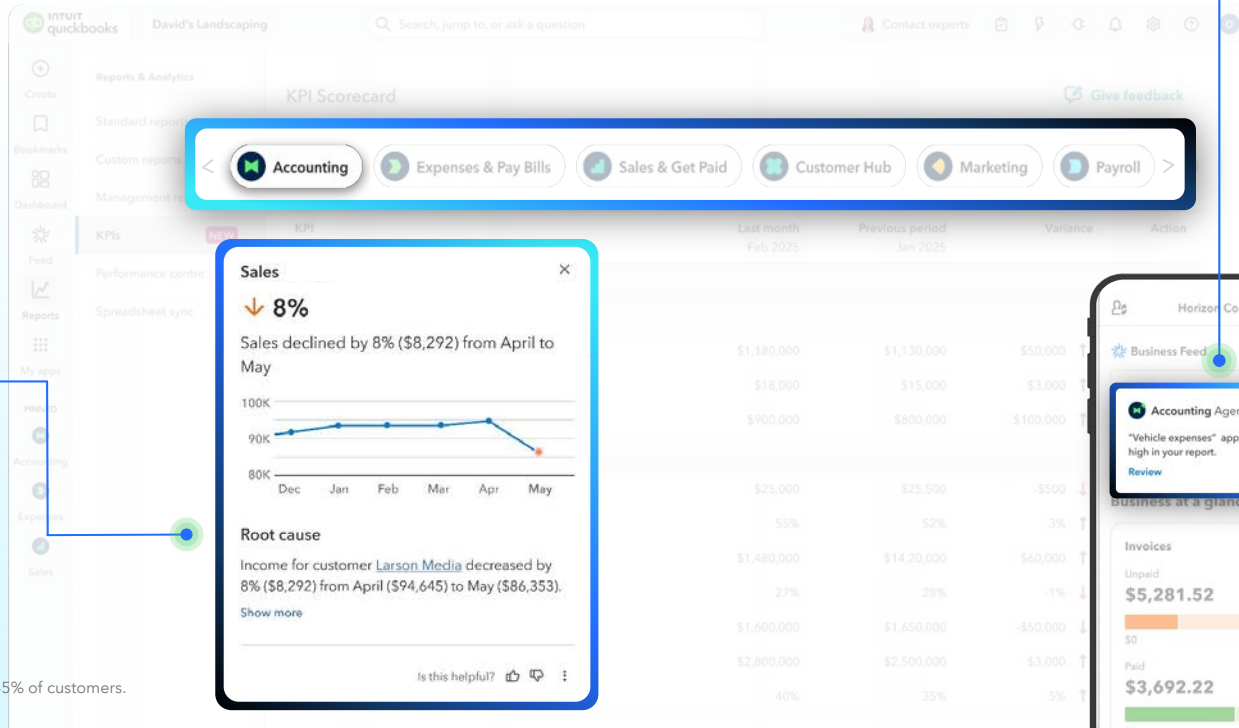 INTUIT
quickbooks
David's Landscaping
Search, jump to, or ask a question
Contact experts
Create
Bookmarks
Dashboard
Feed
Reports
My apps
PINNED
Accounting
Expenses
Sales
Reports & Analytics
Standard reports
Custom reports
Management
KPIs
NEW
Performance centre
Spreadsheet sync
KPI Scorecard
Give feedback
Accounting
Expenses & Pay Bills
Sales & Get Paid
Customer Hub
Marketing
Payroll
KPI
Last month
Feb 2025
Previous period
Jan 2025
Variance
Action
$1,180,000 $1,130,000 $50,000
$18,000 $15,000 $3,000
$900,000 $800,000 $100,000
$25,000 $25,500 -$500
55% 52% 3%
$1,480,000 $14,20,000 $60,000
27% 28% -1%
$1,600,000 $1,650,000 -$50,000
$2,800,000 $2,500,000 $3,000
40% 35% 5%
Sales
8%
Sales declined by 8% ($8,292) from April to
May
100K
90K
80K
Dec Jan Feb Mar Apr May
Root cause
Income for customer Larson Media decreased by
8% ($8,292) from April ($94,645) to May ($86,353).
Show more
Is this helpful?
5% of customers.
Horizon Co
Business Feed
Accounting Agen
"Vehicle expenses" app
high in your report.
Review
Business at a glanc
Invoices
Unpaid
$5,281.52
$0
Paid
$3,692.22